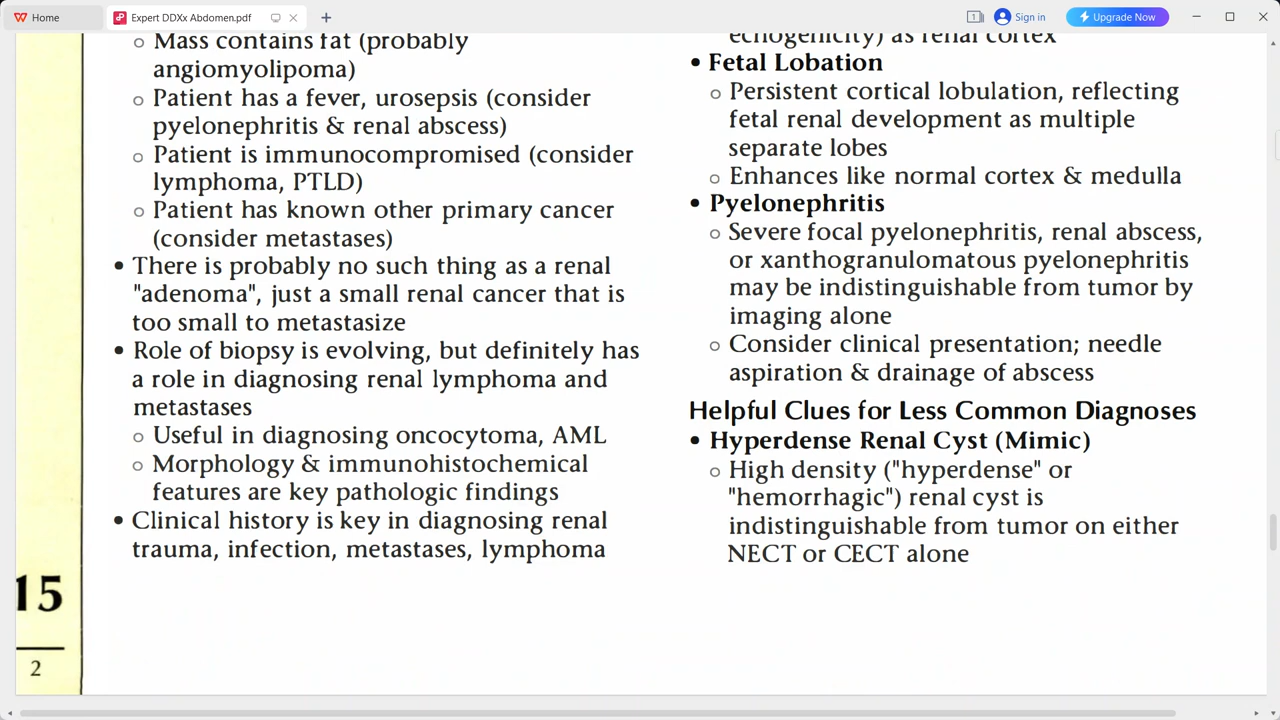 Home
Expert DDXx Abdomen.pdf
1
Sign in
Upgrade Now
Mass contains fat (probably
angiomyolipoma)
○ Patient has a fever, urosepsis (consider
pyelonephritis & renal abscess)
○ Patient is immunocompromised (consider
lymphoma, PTLD)
○ Patient has known other primary cancer
(consider metastases)
• There is probably no such thing as a renal
"adenoma", just a small renal cancer that is
too small to metastasize
• Role of biopsy is evolving, but definitely has
a role in diagnosing renal lymphoma and
metastases
○ Useful in diagnosing oncocytoma, AML
○ Morphology & immunohistochemical
features are key pathologic findings
• Clinical history is key in diagnosing renal
trauma, infection, metastases, lymphoma
echogenicity) as renal cortex
• Fetal Lobation
○ Persistent cortical lobulation, reflecting
fetal renal development as multiple
separate lobes
○ Enhances like normal cortex & medulla
• Pyelonephritis
○ Severe focal pyelonephritis, renal abscess,
or xanthogranulomatous pyelonephritis
may be indistinguishable from tumor by
imaging alone
○ Consider clinical presentation; needle
aspiration & drainage of abscess
Helpful Clues for Less Common Diagnoses
• Hyperdense Renal Cyst (Mimic)
○ High density ("hyperdense" or
"hemorrhagic") renal cyst is
indistinguishable from tumor on either
NECT or CECT alone
15
2